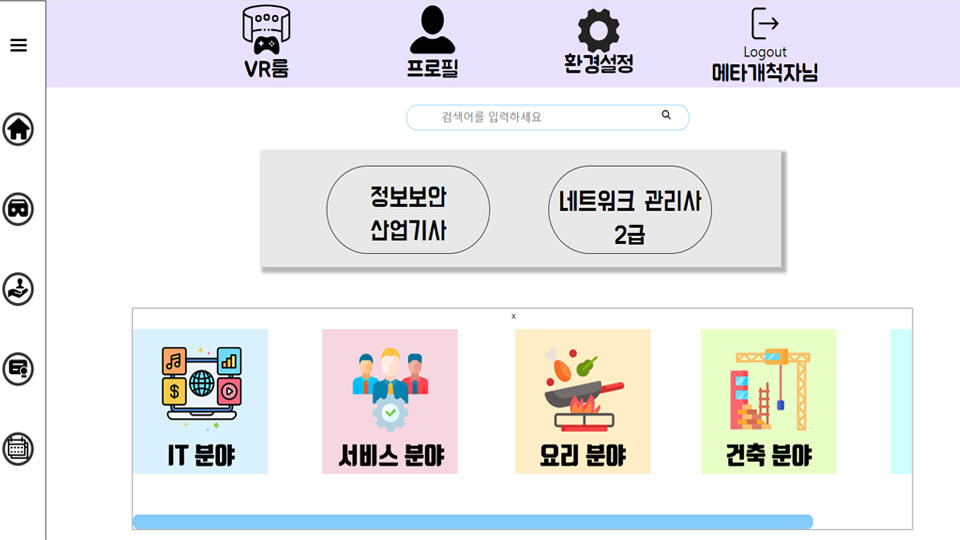 VR룸
프로필
환경설정
Logout
메타개척자님
검색어를 입력하세요
정보보안
산업기사
네트워크 관리사
2급
x
IT 분야
서비스 분야
요리 분야
건축 분야